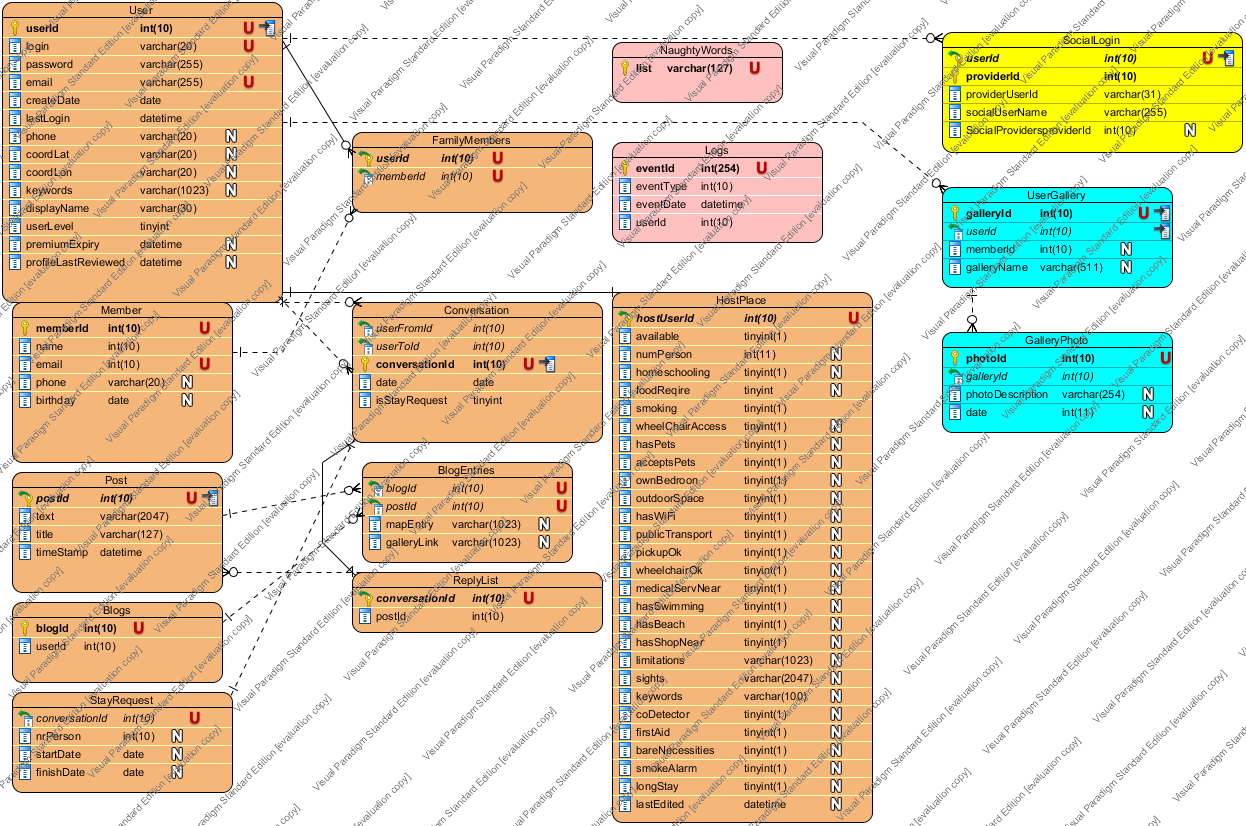 User
userId int(10) U
login varchar(20) U
password varchar(255)
email varchar(255) U
createDate date
lastLogin datetime
phone varchar(20) N
coordLat varchar(20) N
coordLon varchar(20) N
keywords varchar(1023) N
displayName varchar(30)
userLevel tinyint
premiumExpiry datetime N
profileLastReviewed datetime N
Member
memberId int(10) U
name int(10)
email int(10) U
phone varchar(20) N
birthday date N
Post
postId int(10) U
text varchar(2047)
title varchar(127)
timeStamp datetime
Blogs
blogId int(10) U
userId int(10)
StayRequest
conversationId int(10) U
nrPerson int(10) N
startDate date N
finishDate date N
FamilyMembers
userId int(10) U
memberId int(10) U
Conversation
userFromId int(10)
userToId int(10)
conversationId int(10) U
date date
isStayRequest tinyint
BlogEntries
blogId int(10) U
postId int(10) U
mapEntry varchar(1023) N
galleryLink varchar(1023) N
ReplyList
conversationId int(10) U
postId int(10)
NaughtyWords
list varchar(127) U
Logs
eventId int(254) U
eventType int(10)
eventDate datetime
userId int(10)
HostPlace
hostUserId int(10) U
available tinyint(1)
numPerson int(11) N
homeschooling tinyint(1) N
foodReqire tinyint N
smoking tinyint(1)
wheelChairAccess tinyint(1) N
hasPets tinyint(1) N
acceptsPets tinyint(1) N
ownBedroon tinyint(1) N
outdoorSpace tinyint(1) N
hasWiFi tinyint(1) N
publicTransport tinyint(1) N
pickupOk tinyint(1) N
wheelchairOk tinyint(1) N
medicalServNear tinyint(1) N
hasSwimming tinyint(1) N
hasBeach tinyint(1) N
hasShopNear tinyint(1) N
limitations varchar(1023) N
sights varchar(2047) N
keywords varchar(100) N
coDetector tinyint(1) N
firstAid tinyint(1) N
bareNecessities tinyint(1) N
smokeAlarm tinyint(1) N
longStay tinyint(1) N
lastEdited datetime N
SocialLogin
userId int(10) U
providerId int(10)
providerUserId varchar(31)
socialUserName varchar(255)
SocialProvidersproviderId int(10) N
UserGallery
galleryId int(10) U
userId int(10)
memberId int(10) N
galleryName varchar(511) N
GalleryPhoto
photoId int(10) U
galleryId int(10)
photoDescription varchar(254) N
date int(11) N
Visual Paradigm Standard Edition [evaluation copy]